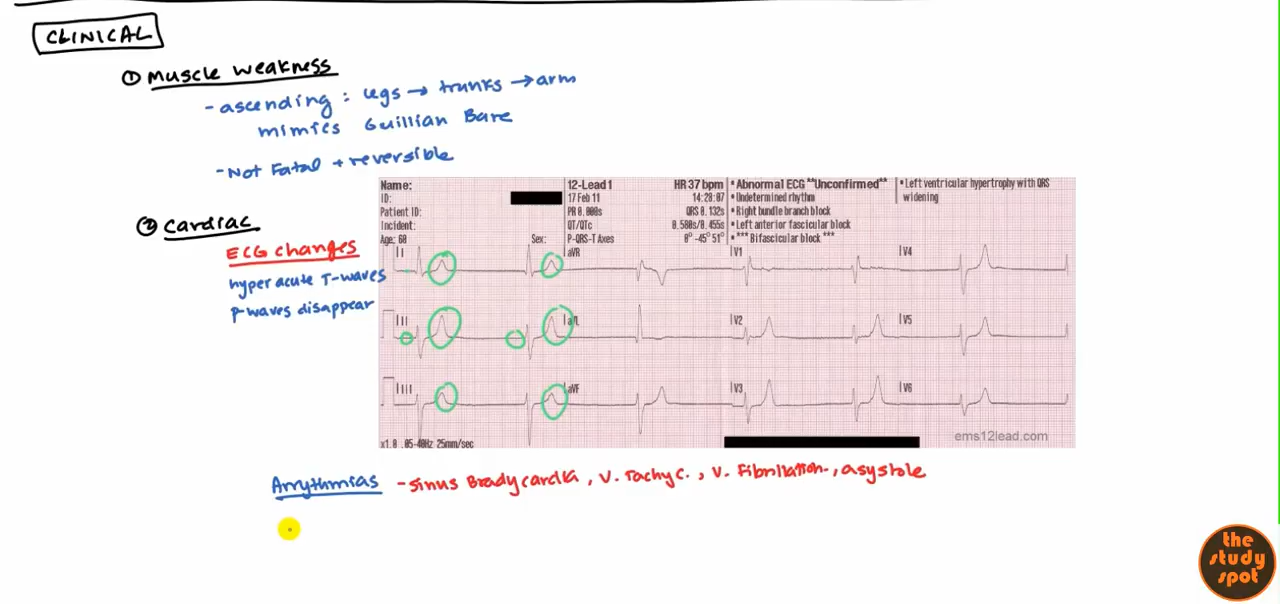 CLINICAL
① Muscle weakness
- ascending : legs → trunks → arm
mimics Guillian Bare
- Not Fatal + reversible
② Cardiac
ECG changes
hyper acute T-waves
P-waves disappear
Name:
ID:
Patient ID:
Incident:
Age: 68
Sex:
12-Lead 1
17 Feb 11
PR 0.000s
QT/QTc
P-QRS-T Axes
HR 37 bpm
14:28:07
QRS 0.132s
0.580s/0.455s
0° -45° 51°
• Abnormal ECG **Unconfirmed**
• Undetermined rhythm
• Right bundle branch block
• Left anterior fascicular block
• *** Bifascicular block ***
• Left ventricular hypertrophy with QRS
widening
I aVR V1 V4
II aVL V2 V5
III aVF V3 V6
x1.0 .05-40Hz 25mm/sec
ems12lead.com
Arrythmias - Sinus Bradycardia, V. Tachyc., V. Fibrillation, asystole
the
study
spot